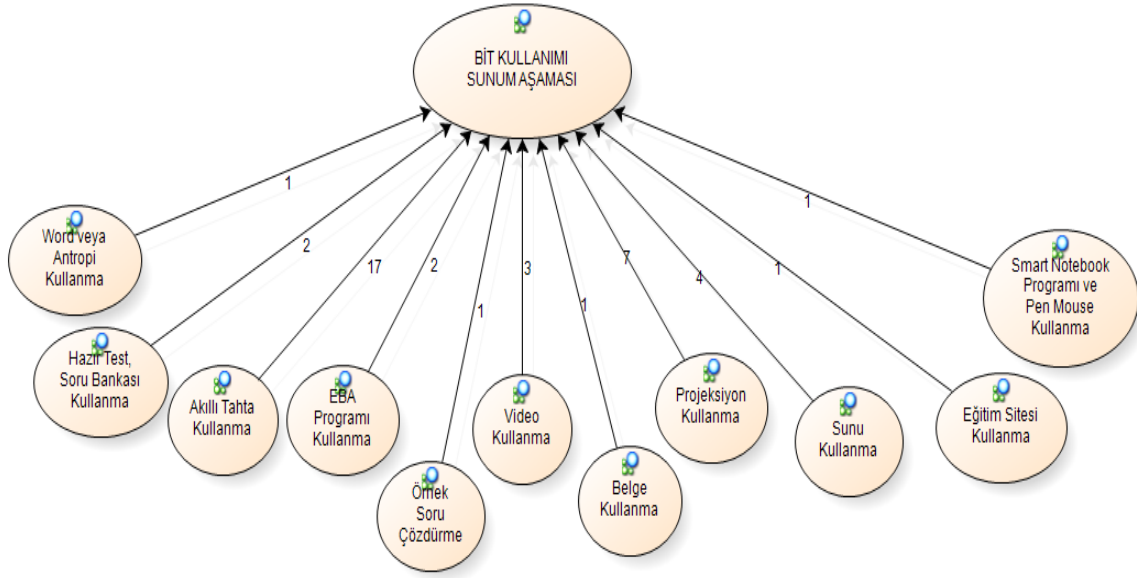 BİT KULLANIMI
SUNUM AŞAMASI
1
2
17
2
1
3
1
7
4
1
1
Word veya
Antropi
Kullanma
Hazır Test,
Soru Bankası
Kullanma
Akıllı Tahta
Kullanma
EBA
Programı
Kullanma
Örnek
Soru
Çözdürme
Video
Kullanma
Belge
Kullanma
Projeksiyon
Kullanma
Sunu
Kullanma
Eğitim Sitesi
Kullanma
Smart Notebook
Programı ve
Pen Mouse
Kullanma